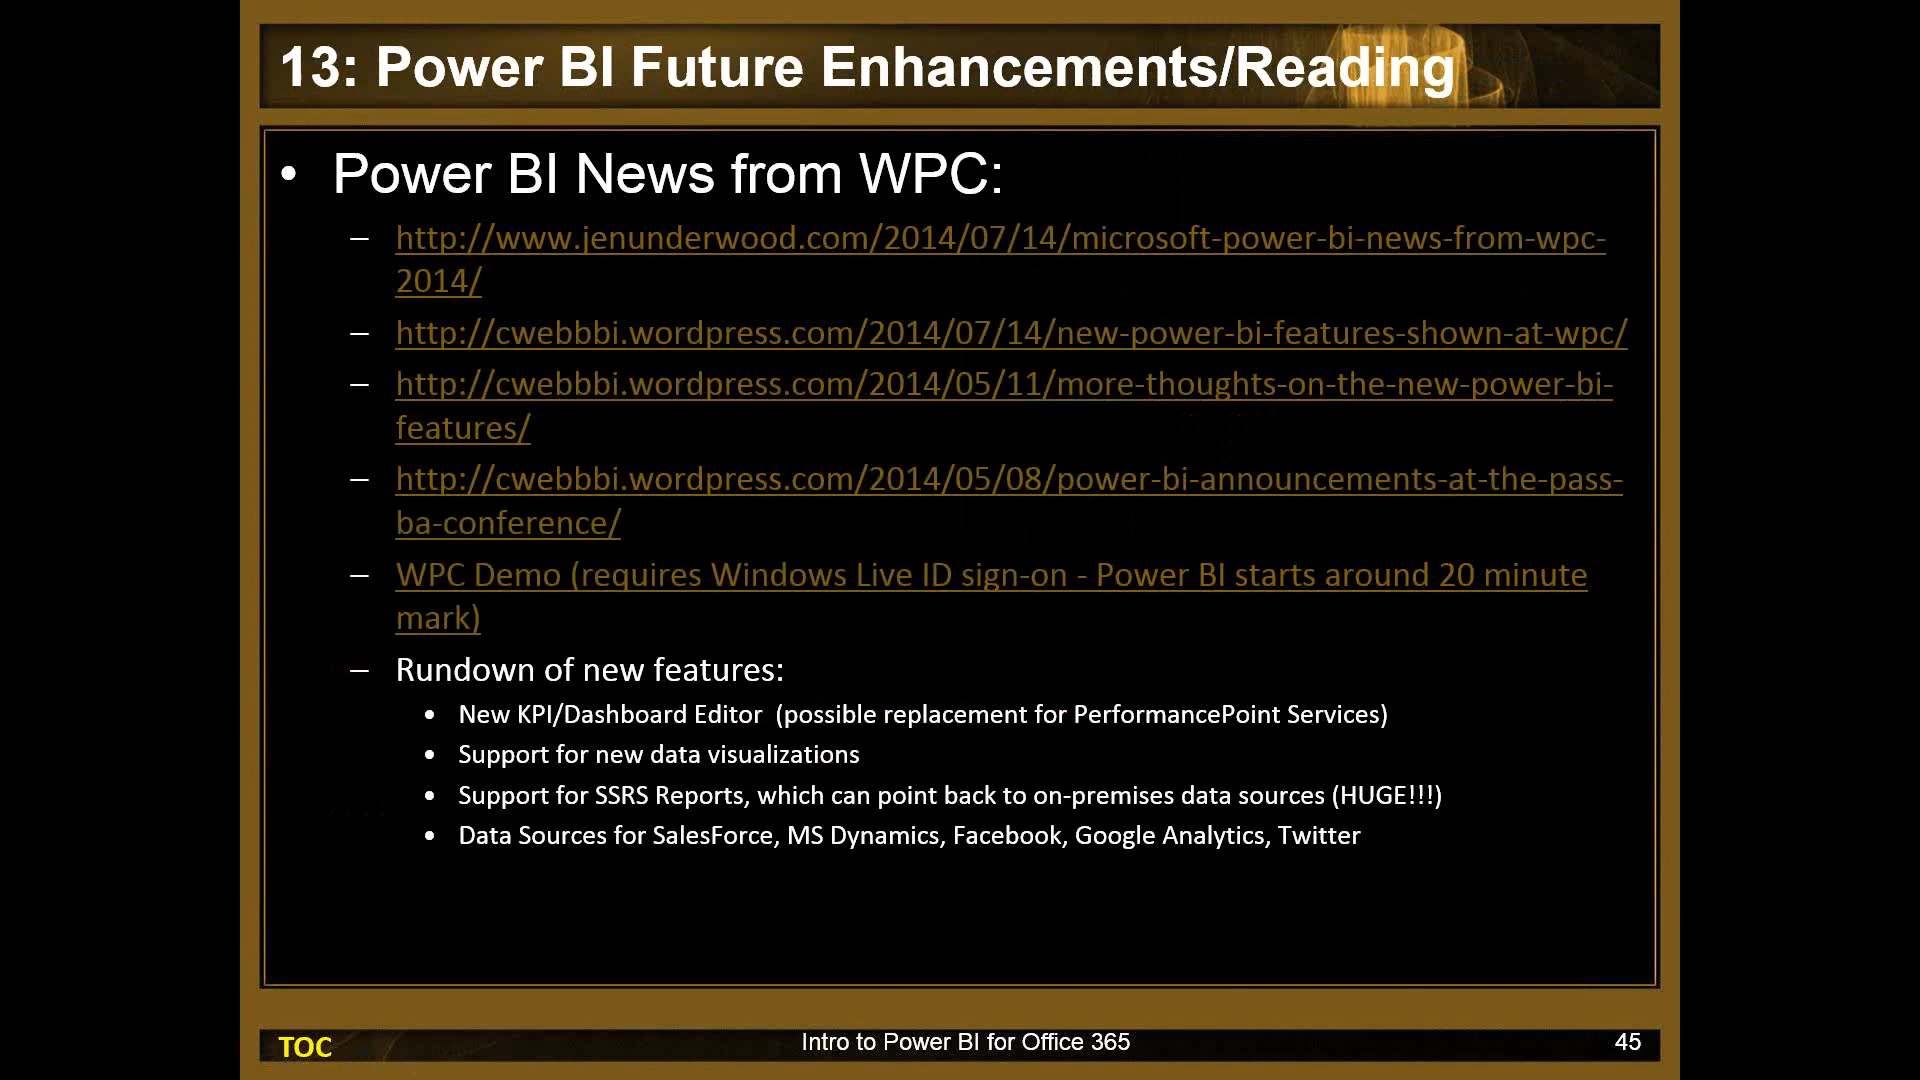 13: Power BI Future Enhancements/Reading
• Power BI News from WPC:
– http://www.jenunderwood.com/2014/07/14/microsoft-power-bi-news-from-wpc-
2014/
– http://cwebbbi.wordpress.com/2014/07/14/new-power-bi-features-shown-at-wpc/
– http://cwebbbi.wordpress.com/2014/05/11/more-thoughts-on-the-new-power-bi-
features/
– http://cwebbbi.wordpress.com/2014/05/08/power-bi-announcements-at-the-pass-
ba-conference/
– WPC Demo (requires Windows Live ID sign-on - Power BI starts around 20 minute
mark)
– Rundown of new features:
• New KPI/Dashboard Editor  (possible replacement for PerformancePoint Services)
• Support for new data visualizations
• Support for SSRS Reports, which can point back to on-premises data sources (HUGE!!!)
• Data Sources for SalesForce, MS Dynamics, Facebook, Google Analytics, Twitter
TOC
Intro to Power BI for Office 365
45